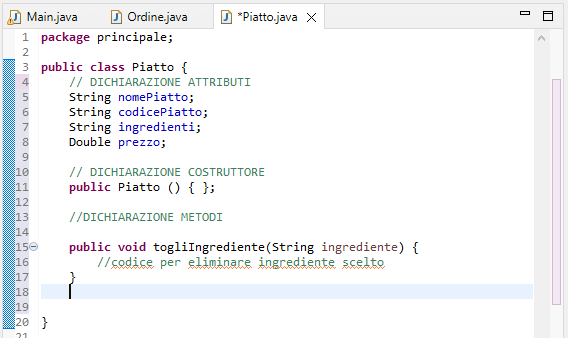 Main.java Ordine.java *Piatto.java
1 package principale;
2
3 public class Piatto {
4 // DICHIARAZIONE ATTRIBUTI
5 String nomePiatto;
6 String codicePiatto;
7 String ingredienti;
8 Double prezzo;
9
10 // DICHIARAZIONE COSTRUTTORE
11 public Piatto () { };
12
13 //DICHIARAZIONE METODI
14
15 public void togliIngrediente(String ingrediente) {
16 //codice per eliminare ingrediente scelto
17 }
18
19
20 }
21